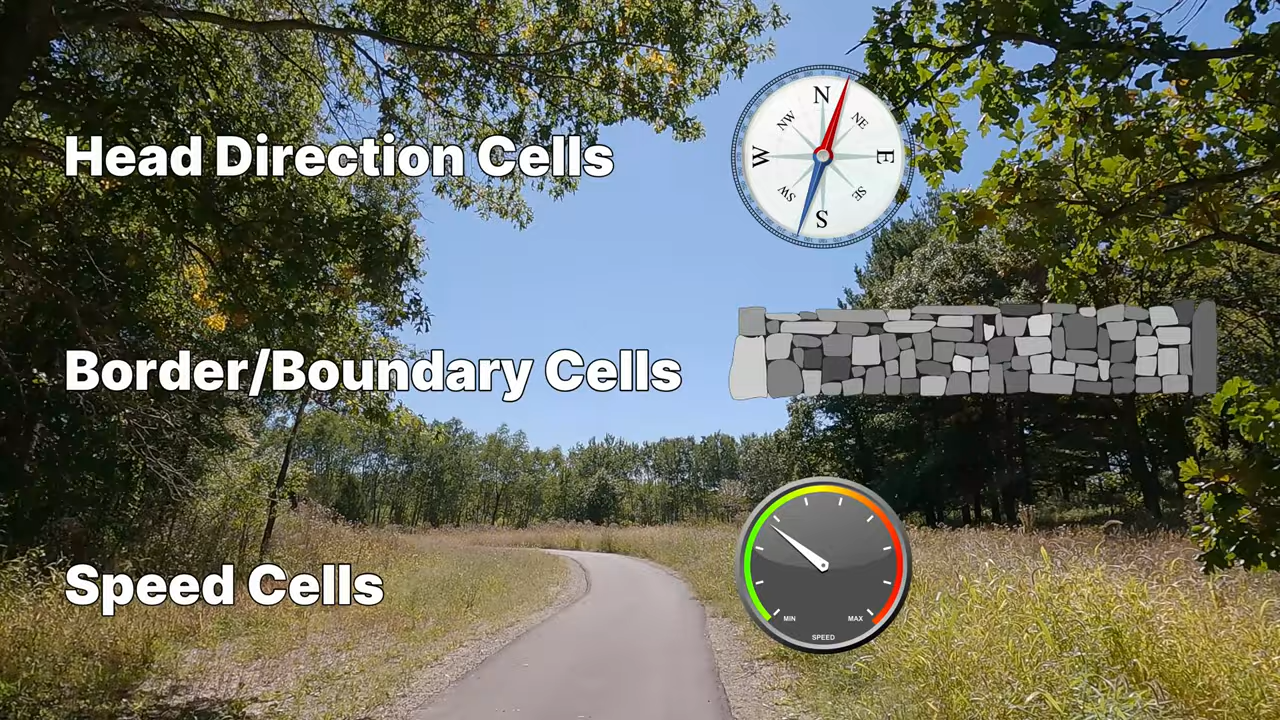 Head Direction Cells
N
NW
NE
W
E
SW
SE
S
Border/Boundary Cells
Speed Cells
MIN
MAX
SPEED